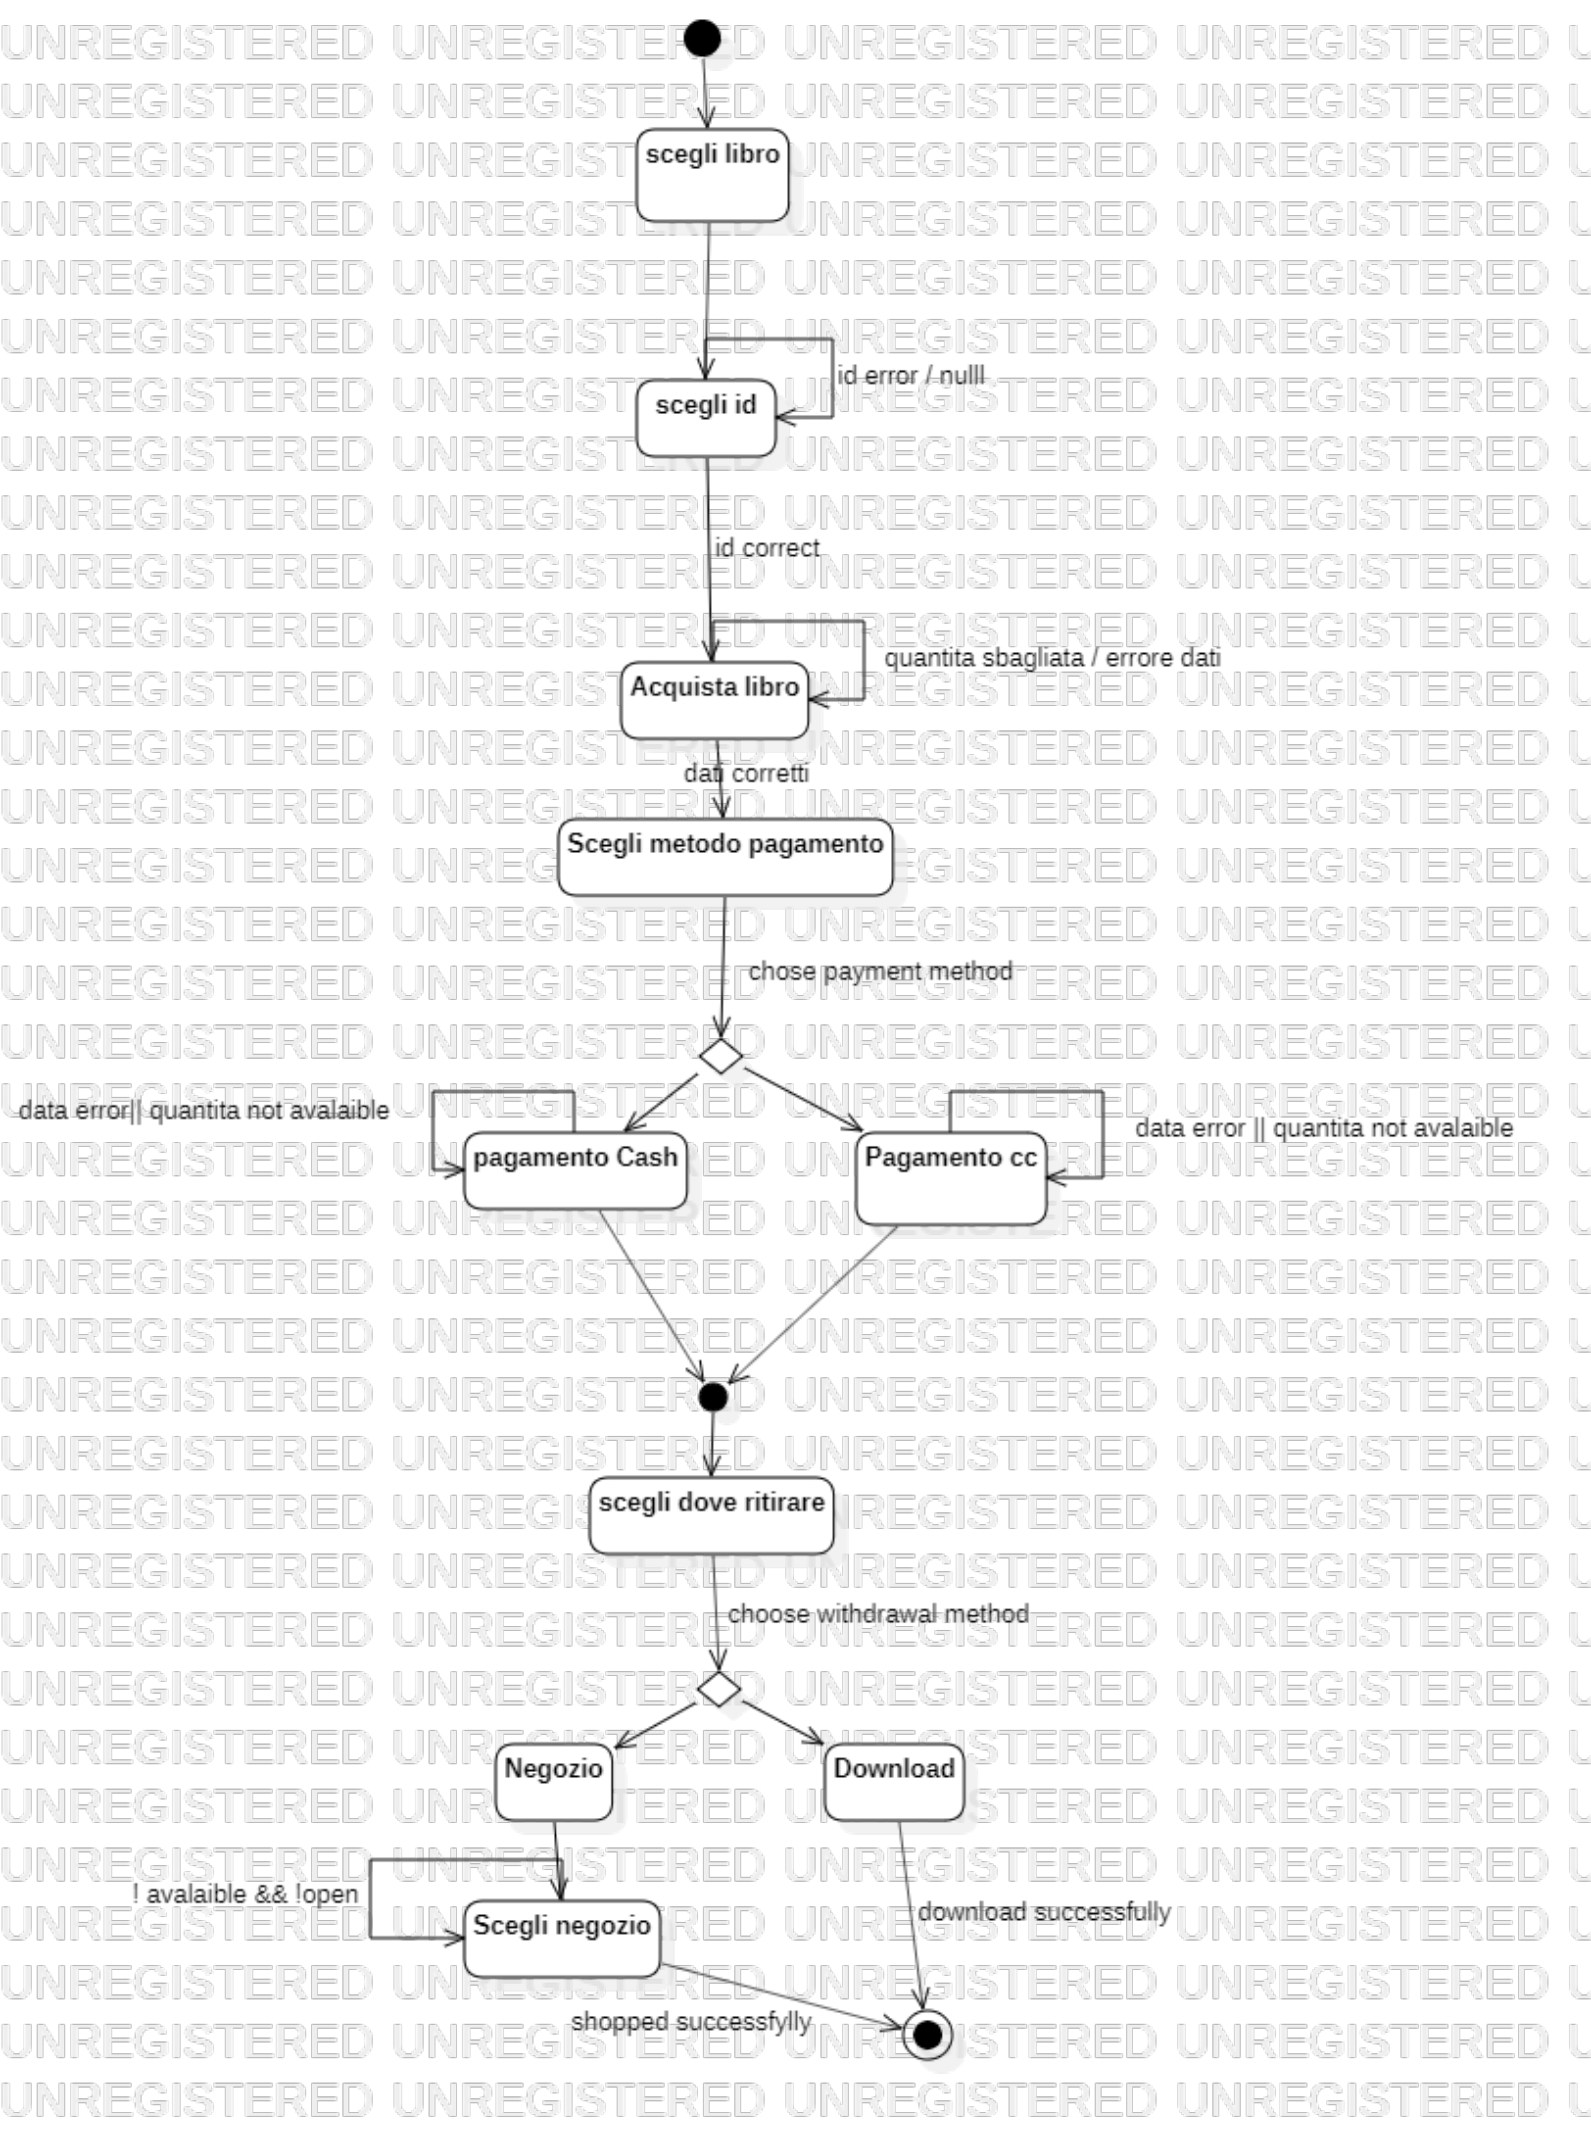 scegli libro
id error / nulll
scegli id
id correct
quantita sbagliata / errore dati
Acquista libro
dati corretti
Scegli metodo pagamento
chose payment method
data error|| quantita not avalaible
data error || quantita not avalaible
pagamento Cash
Pagamento cc
scegli dove ritirare
choose withdrawal method
Negozio
Download
! avalaible && !open
download successfully
Scegli negozio
shopped successfylly
UNREGISTERED